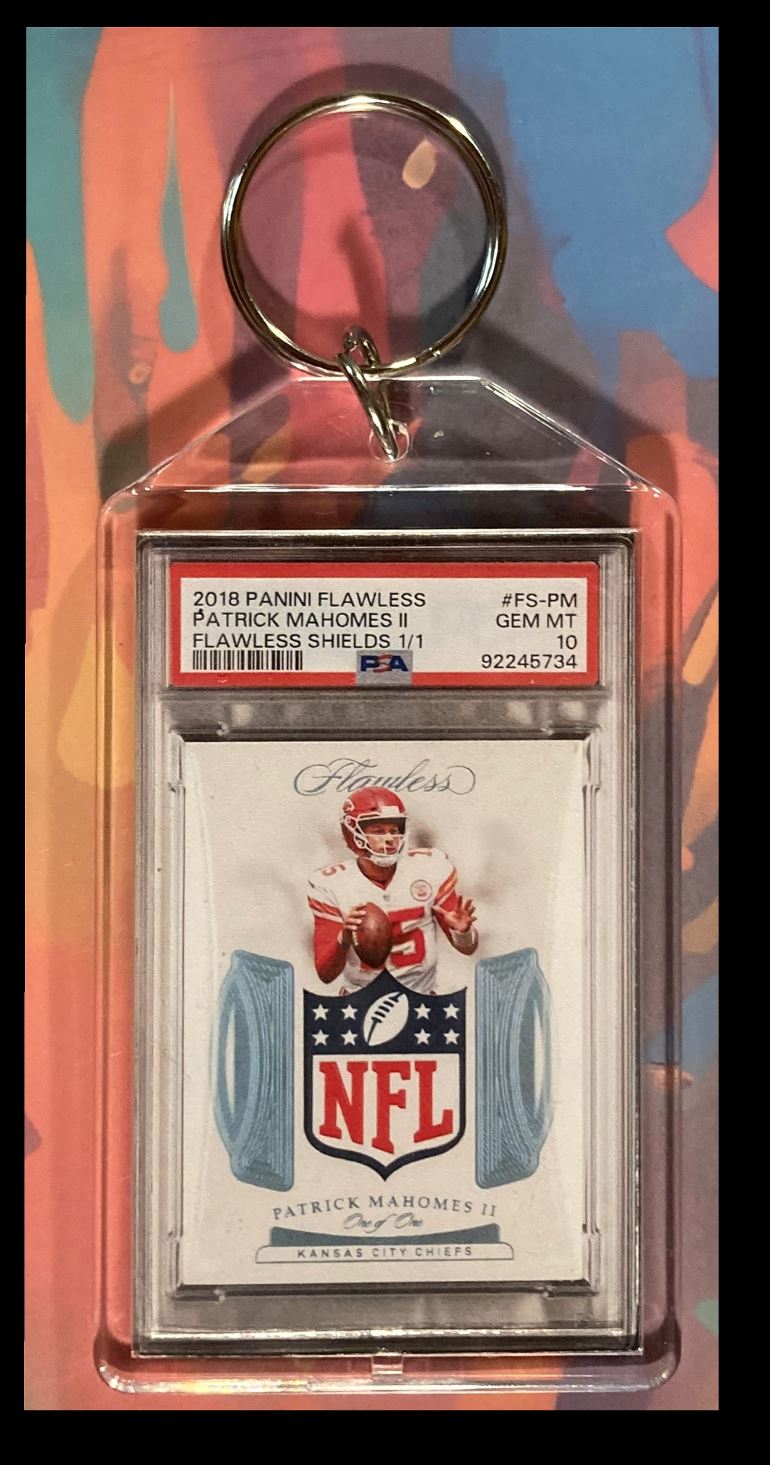 2018 PANINI FLAWLESS #FS-PM
PATRICK MAHOMES II GEM MT
FLAWLESS SHIELDS 1/1 10
PSA 92245734
Flawless
15
15
NFL
PATRICK MAHOMES II
One of One
KANSAS CITY CHIEFS